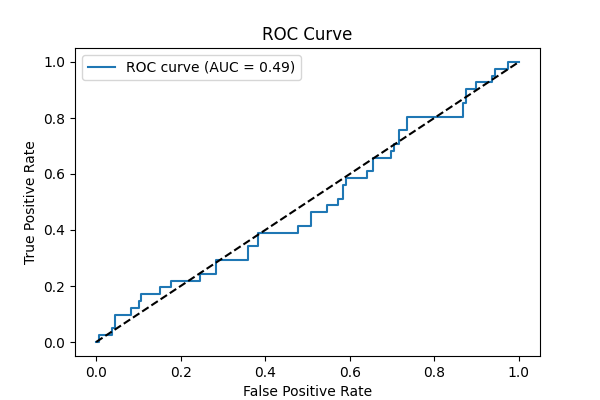 ROC Curve
ROC curve (AUC = 0.49)
1.0
0.8
0.6
0.4
0.2
0.0
True Positive Rate
0.0 0.2 0.4 0.6 0.8 1.0
False Positive Rate